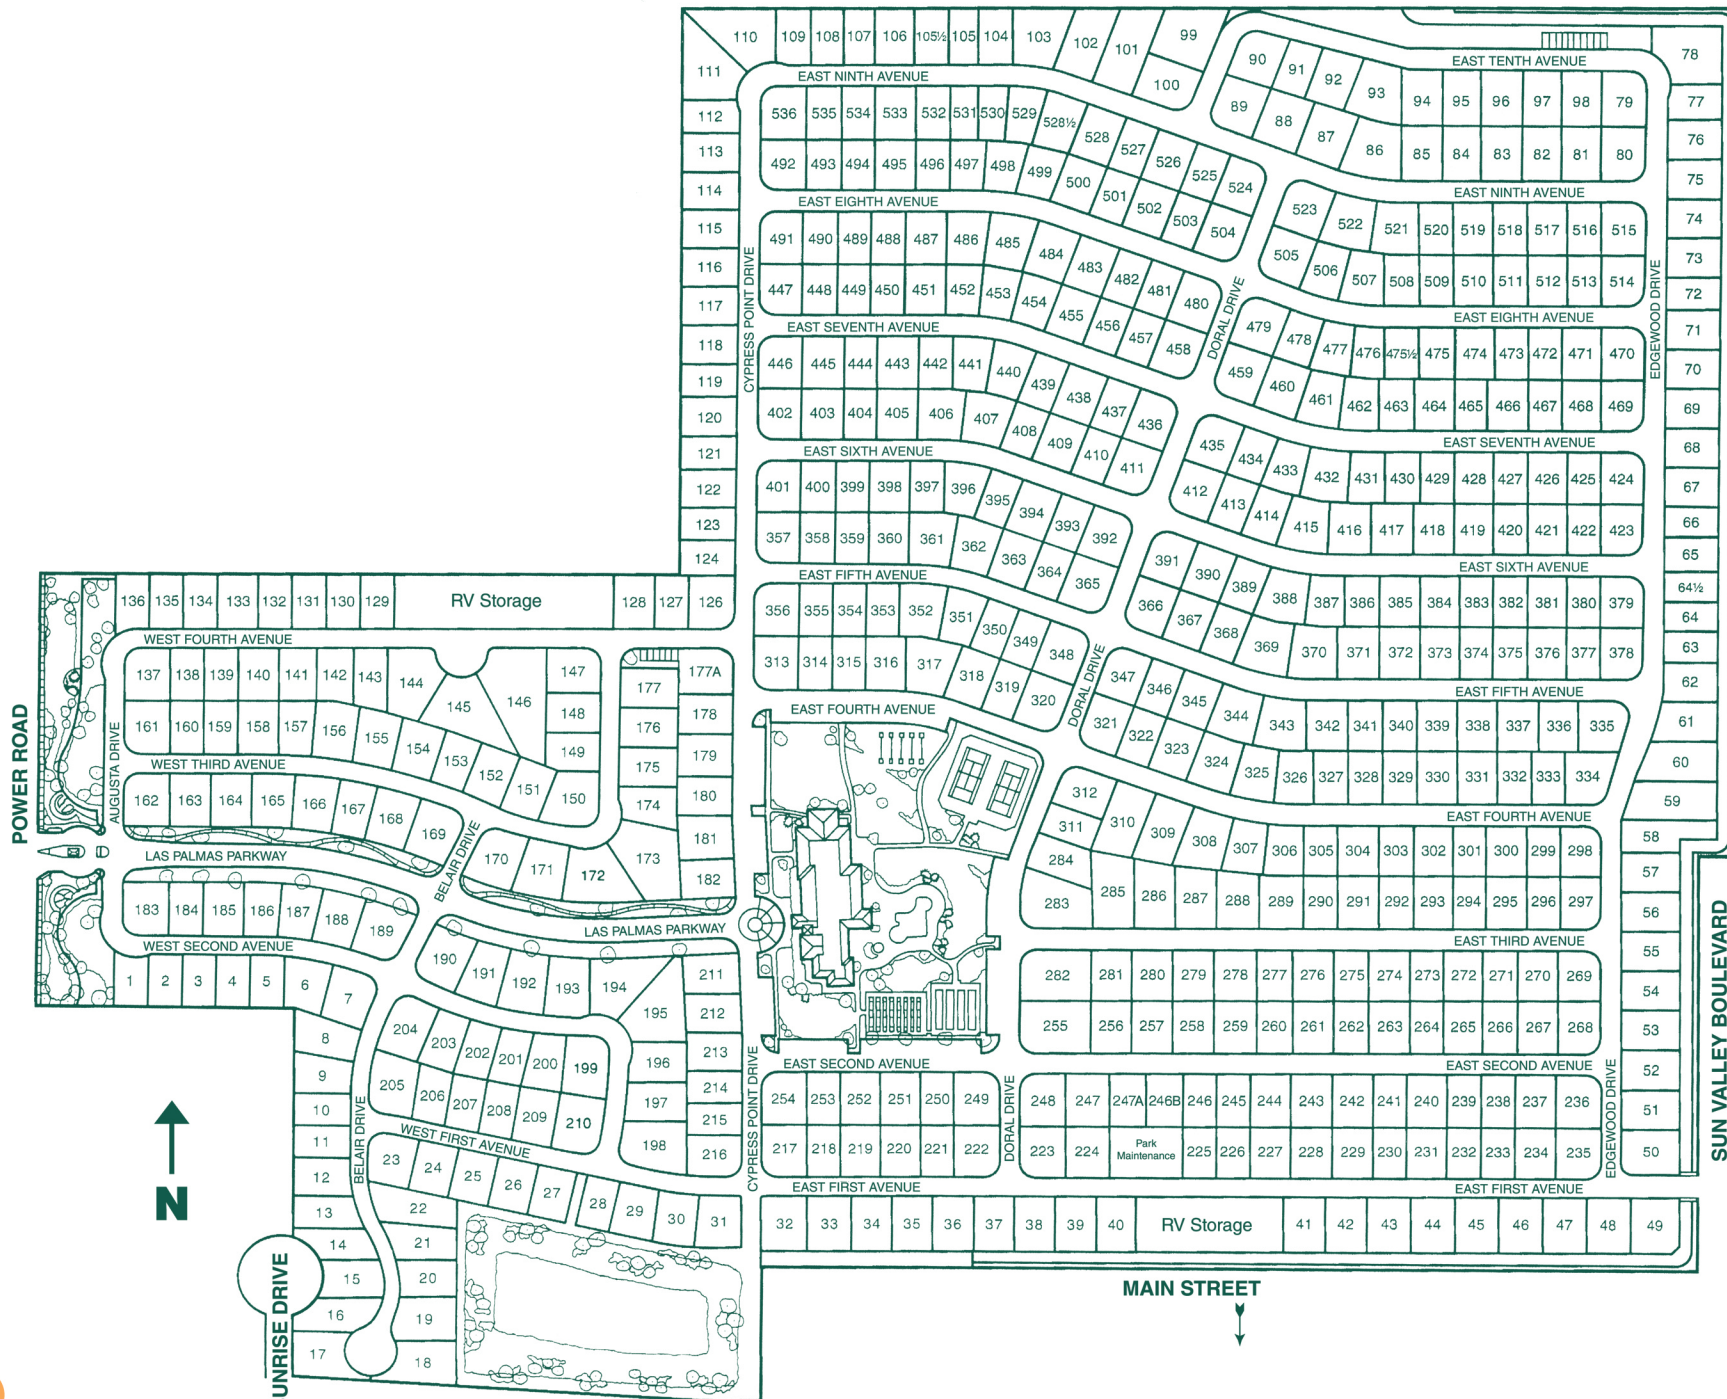 110 109 108 107 106 105½ 105 104 103 102 101 99
100
111
EAST NINTH AVENUE
90 91 92 93 94 95 96 97 98 79
EAST TENTH AVENUE
78
89 88 87 86 85 84 83 82 81 80
77
76
75
112
113
114
536 535 534 533 532 531 530 529 528½ 528 527 526 525 524
492 493 494 495 496 497 498 499 500 501 502 503 504
EAST NINTH AVENUE
EAST EIGHTH AVENUE
523 522 521 520 519 518 517 516 515
505 506 507 508 509 510 511 512 513 514
74
73
72
115
116
117
491 490 489 488 487 486 485 484 483 482 481 480
447 448 449 450 451 452 453 454 455 456 457 458
CYPRESS POINT DRIVE
DORAL DRIVE
EDGEWOOD DRIVE
EAST EIGHTH AVENUE
EAST SEVENTH AVENUE
479 478 477 476 475½ 475 474 473 472 471 470
459 460 461 462 463 464 465 466 467 468 469
71
70
69
118
119
120
446 445 444 443 442 441 440 439 438 437 436
402 403 404 405 406 407 408 409 410 411
EAST SEVENTH AVENUE
EAST SIXTH AVENUE
435 434 433 432 431 430 429 428 427 426 425 424
412 413 414 415 416 417 418 419 420 421 422 423
68
67
66
65
121
122
123
124
401 400 399 398 397 396 395 394 393 392
357 358 359 360 361 362 363 364 365
EAST SIXTH AVENUE
EAST FIFTH AVENUE
391 390 389 388 387 386 385 384 383 382 381 380 379
366 367 368 369 370 371 372 373 374 375 376 377 378
64½
64
63
62
356 355 354 353 352 351 350 349 348
313 314 315 316 317 318 319 320
DORAL DRIVE
EAST FIFTH AVENUE
EAST FOURTH AVENUE
347 346 345 344 343 342 341 340 339 338 337 336 335
321 322 323 324 325 326 327 328 329 330 331 332 333 334
61
60
59
136 135 134 133 132 131 130 129 RV Storage 128 127 126
WEST FOURTH AVENUE
137 138 139 140 141 142 143 144 145 146 147
148
149
150
161 160 159 158 157 156 155 154 153 152 151
177 177A
176 178
175 179
174 180
173 181
182
POWER ROAD
AUGUSTA DRIVE
WEST THIRD AVENUE
162 163 164 165 166 167 168 169
BELAIR DRIVE
170 171 172
LAS PALMAS PARKWAY
LAS PALMAS PARKWAY
183 184 185 186 187 188 189
WEST SECOND AVENUE
190 191 192 193 194 195
211
212
1 2 3 4 5 6 7
EAST FOURTH AVENUE
312 311 310 309 308 307 306 305 304 303 302 301 300 299 298
284 283 285 286 287 288 289 290 291 292 293 294 295 296 297
58
57
56
EAST THIRD AVENUE
282 281 280 279 278 277 276 275 274 273 272 271 270 269
255 256 257 258 259 260 261 262 263 264 265 266 267 268
55
54
53
SUN VALLEY BOULEVARD
EAST SECOND AVENUE
EAST SECOND AVENUE
204 203 202 201 200 199
205 206 207 208 209 210
196 213
197 214
215
198 216
8
9
10
11
12
13
14
15
16
17
BELAIR DRIVE
WEST FIRST AVENUE
23 24 25 26 27 28 29 30 31
22
21
20
19
18
CYPRESS POINT DRIVE
254 253 252 251 250 249
217 218 219 220 221 222
DORAL DRIVE
248 247 247A 246B 246 245 244 243 242 241 240 239 238 237 236
223 224 Park
Maintenance 225 226 227 228 229 230 231 232 233 234 235
EDGEWOOD DRIVE
52
51
50
EAST FIRST AVENUE
EAST FIRST AVENUE
32 33 34 35 36 37 38 39 40 RV Storage 41 42 43 44 45 46 47 48 49
N
UNRISE DRIVE
MAIN STREET